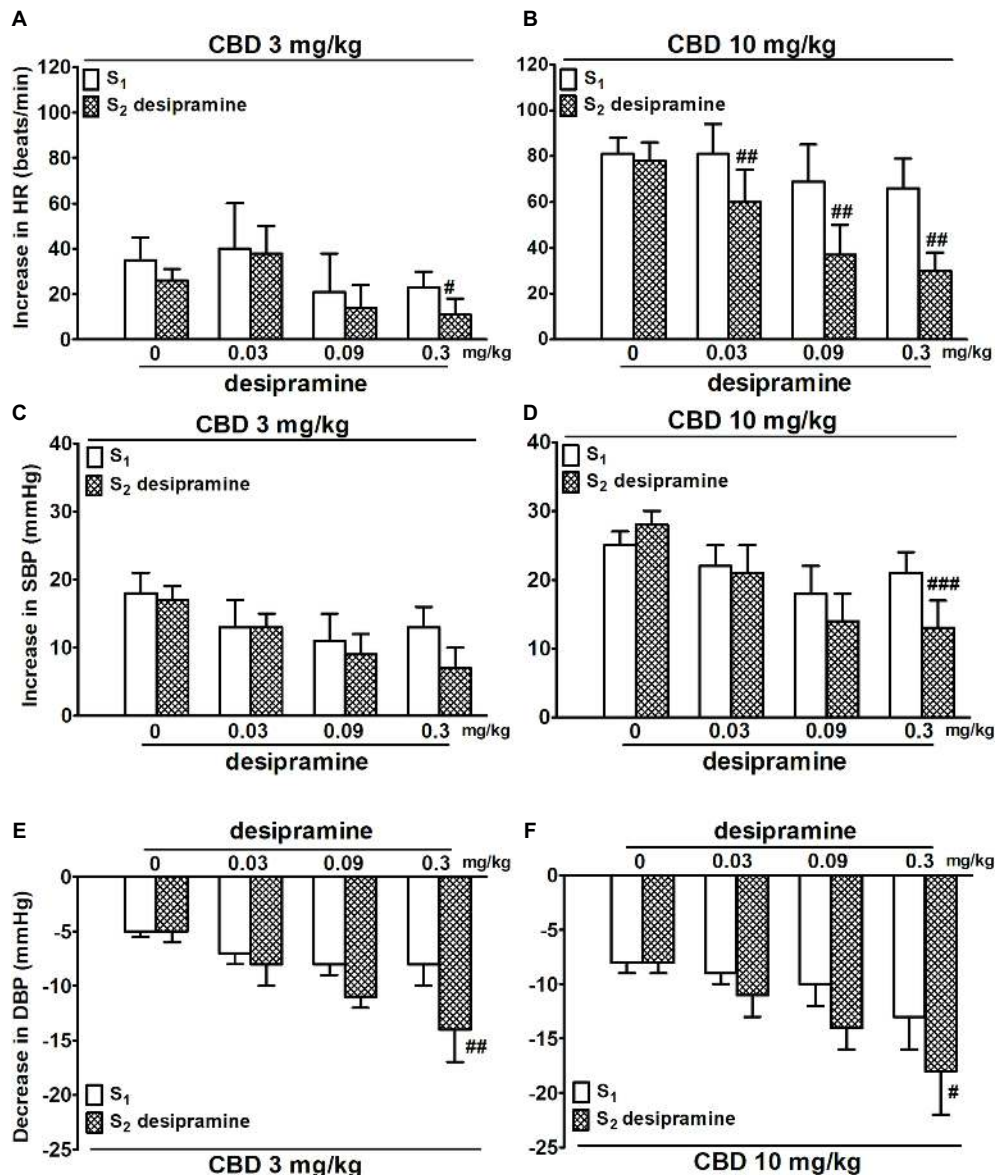 A
CBD 3 mg/kg
S1
S2 desipramine
Increase in HR (beats/min)
120
100
80
60
40
20
0
#
0 0.03 0.09 0.3 mg/kg
desipramine
B
CBD 10 mg/kg
S1
S2 desipramine
120
100
80
60
40
20
0
##
##
##
0 0.03 0.09 0.3 mg/kg
desipramine
C
CBD 3 mg/kg
S1
S2 desipramine
Increase in SBP (mmHg)
40
30
20
10
0
0 0.03 0.09 0.3 mg/kg
desipramine
D
CBD 10 mg/kg
S1
S2 desipramine
40
30
20
10
0
###
0 0.03 0.09 0.3 mg/kg
desipramine
E
desipramine
0 0.03 0.09 0.3 mg/kg
Decrease in DBP (mmHg)
0
-5
-10
-15
-20
-25
##
S1
S2 desipramine
CBD 3 mg/kg
F
desipramine
0 0.03 0.09 0.3 mg/kg
0
-5
-10
-15
-20
-25
#
S1
S2 desipramine
CBD 10 mg/kg